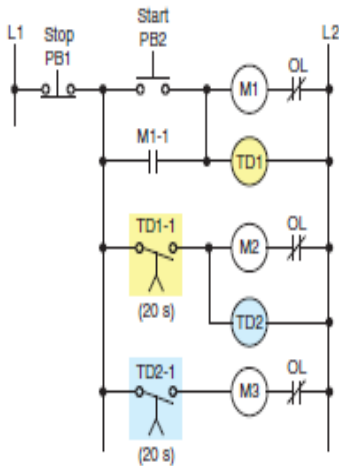 L1
Stop
PB1
Start
PB2
L2
M1
OL
M1-1
TD1
TD1-1
(20 s)
M2
OL
TD2
TD2-1
(20 s)
M3
OL